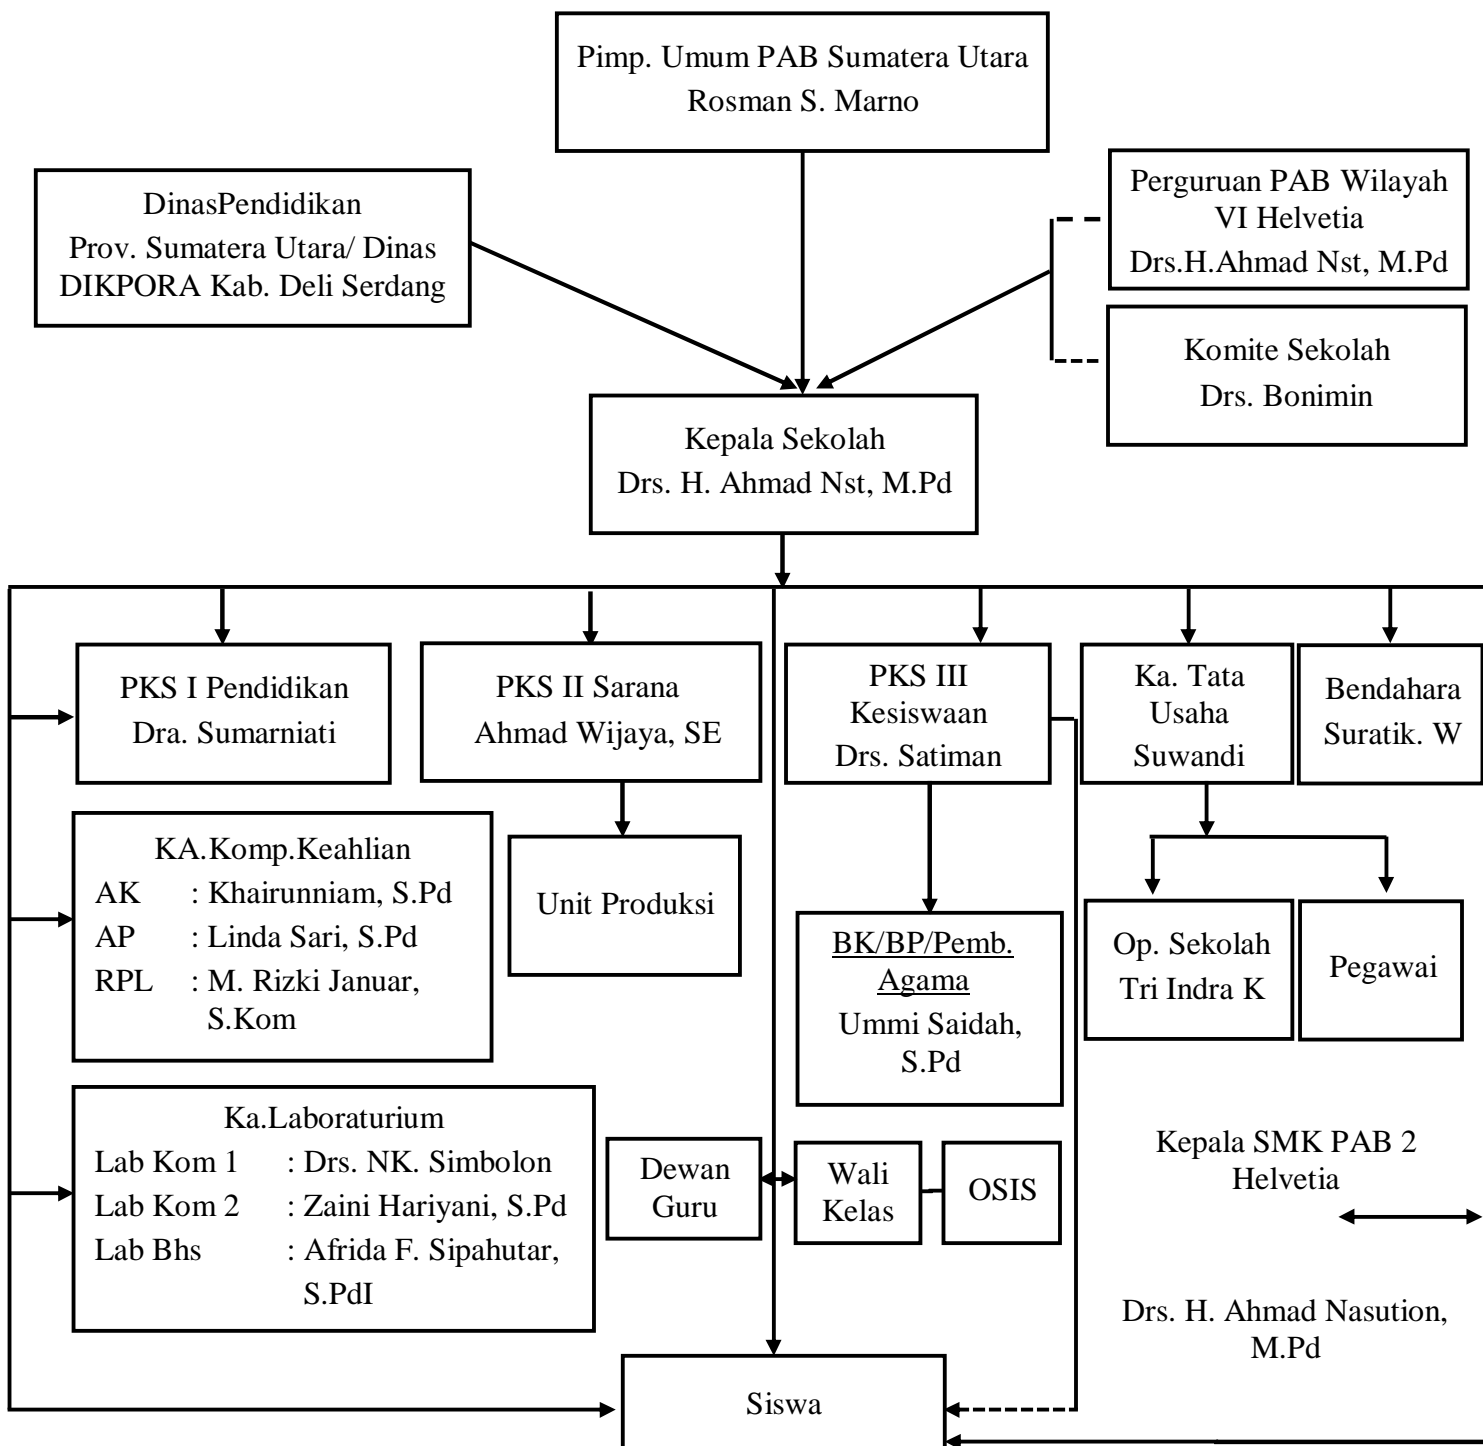 Pimp. Umum PAB Sumatera Utara
Rosman S. Marno
DinasPendidikan
Prov. Sumatera Utara/ Dinas
DIKPORA Kab. Deli Serdang
Perguruan PAB Wilayah
VI Helvetia
Drs.H.Ahmad Nst, M.Pd
Komite Sekolah
Drs. Bonimin
Kepala Sekolah
Drs. H. Ahmad Nst, M.Pd
PKS I Pendidikan
Dra. Sumarniati
PKS II Sarana
Ahmad Wijaya, SE
PKS III
Kesiswaan
Drs. Satiman
Ka. Tata
Usaha
Suwandi
Bendahara
Suratik. W
KA.Komp.Keahlian
AK : Khairunniam, S.Pd
AP : Linda Sari, S.Pd
RPL : M. Rizki Januar,
S.Kom
Unit Produksi
BK/BP/Pemb.
Agama
Ummi Saidah,
S.Pd
Op. Sekolah
Tri Indra K
Pegawai
Ka.Laboraturium
Lab Kom 1 : Drs. NK. Simbolon
Lab Kom 2 : Zaini Hariyani, S.Pd
Lab Bhs : Afrida F. Sipahutar,
S.PdI
Dewan
Guru
Wali
Kelas
OSIS
Kepala SMK PAB 2
Helvetia
Drs. H. Ahmad Nasution,
M.Pd
Siswa